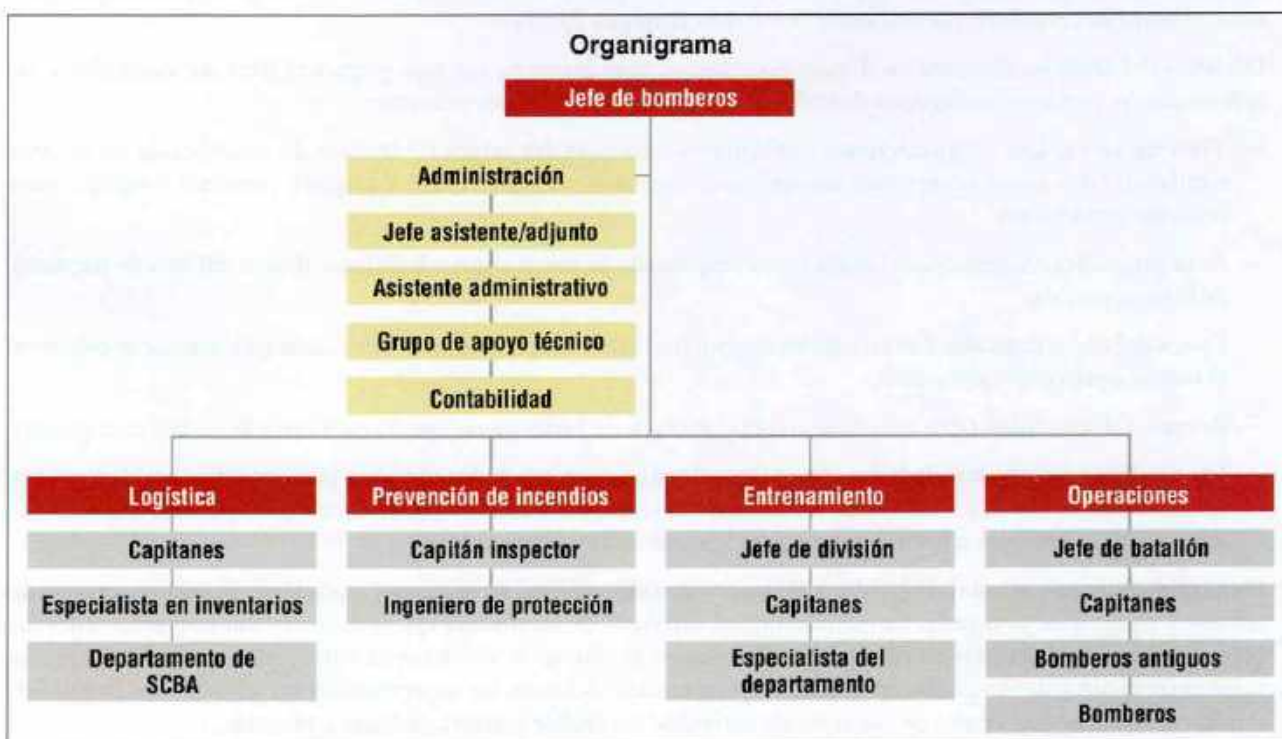 Organigrama
Jefe de bomberos
Administración
Jefe asistente/adjunto
Asistente administrativo
Grupo de apoyo técnico
Contabilidad
Logística
Capitanes
Especialista en inventarios
Departamento de
SCBA
Prevención de incendios
Capitán inspector
Ingeniero de protección
Entrenamiento
Jefe de división
Capitanes
Especialista del
departamento
Operaciones
Jefe de batallón
Capitanes
Bomberos antiguos
Bomberos